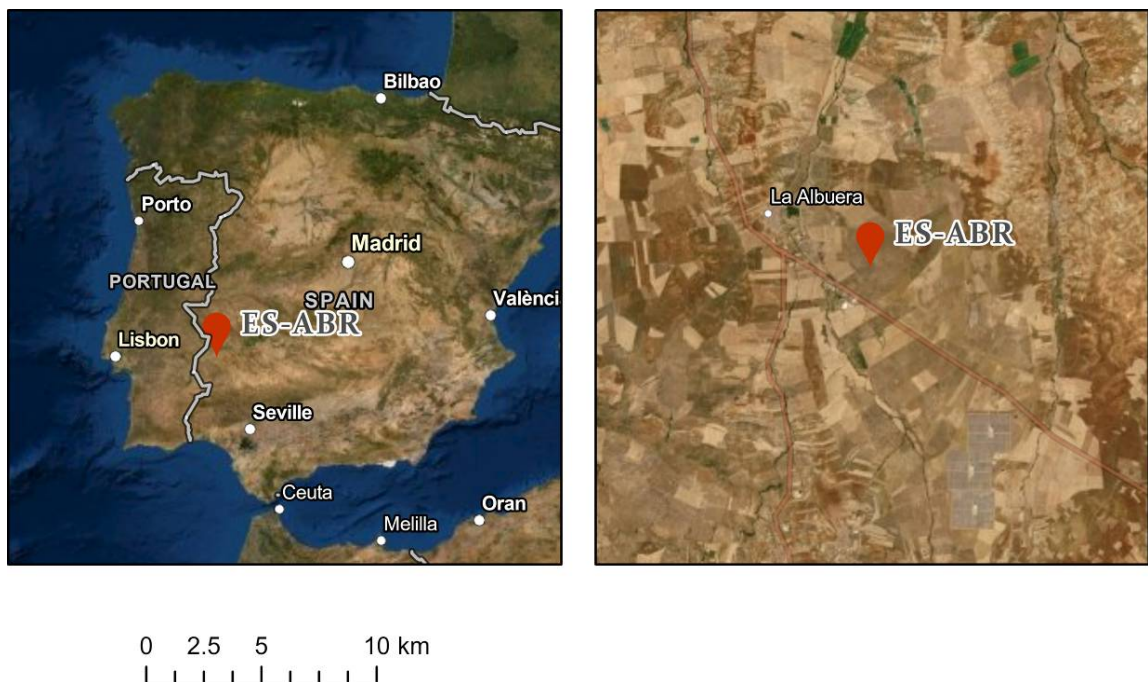 Bilbao
Porto
Madrid
PORTUGAL
SPAIN
Valènci
ES-ABR
Lisbon
Seville
Ceuta
Oran
Melilla
La Albuera
ES-ABR
0 2.5 5 10 km